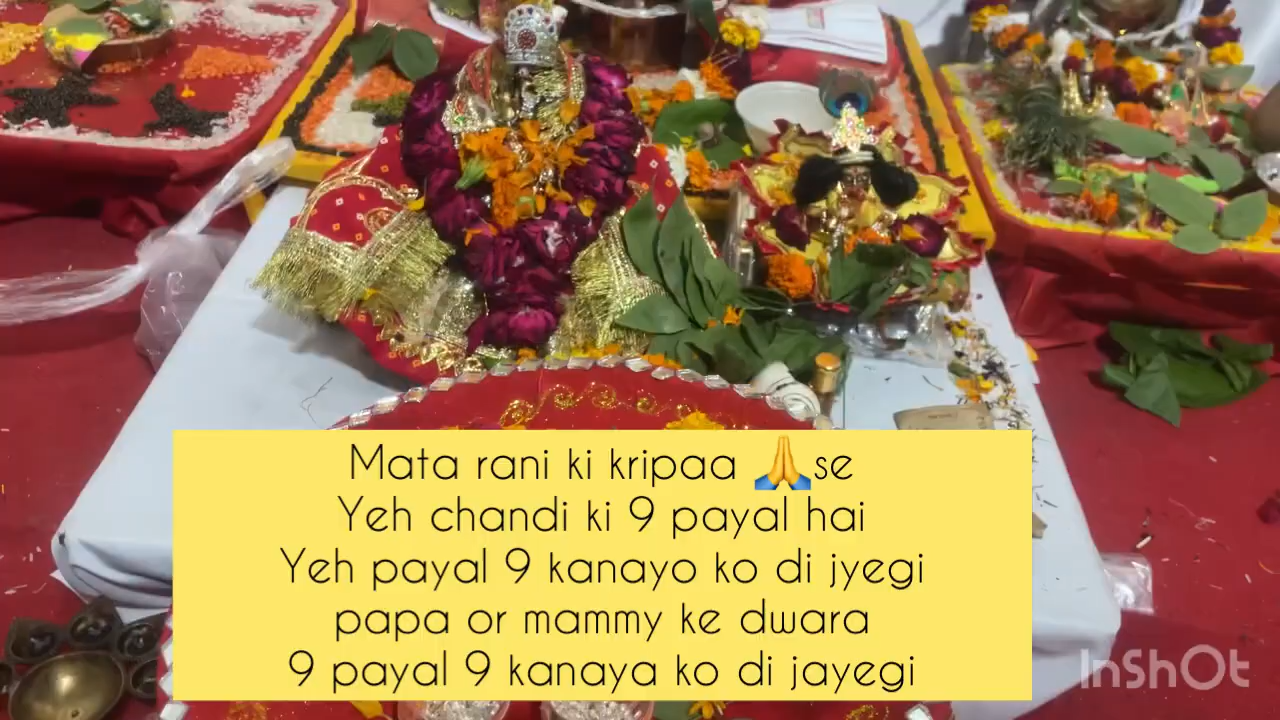 Mata rani ki kripaa 🙏se
Yeh chandi ki 9 payal hai
Yeh payal 9 kanayo ko di jyegi
papa or mammy ke dwara
9 payal 9 kanaya ko di jayegi
InShOt